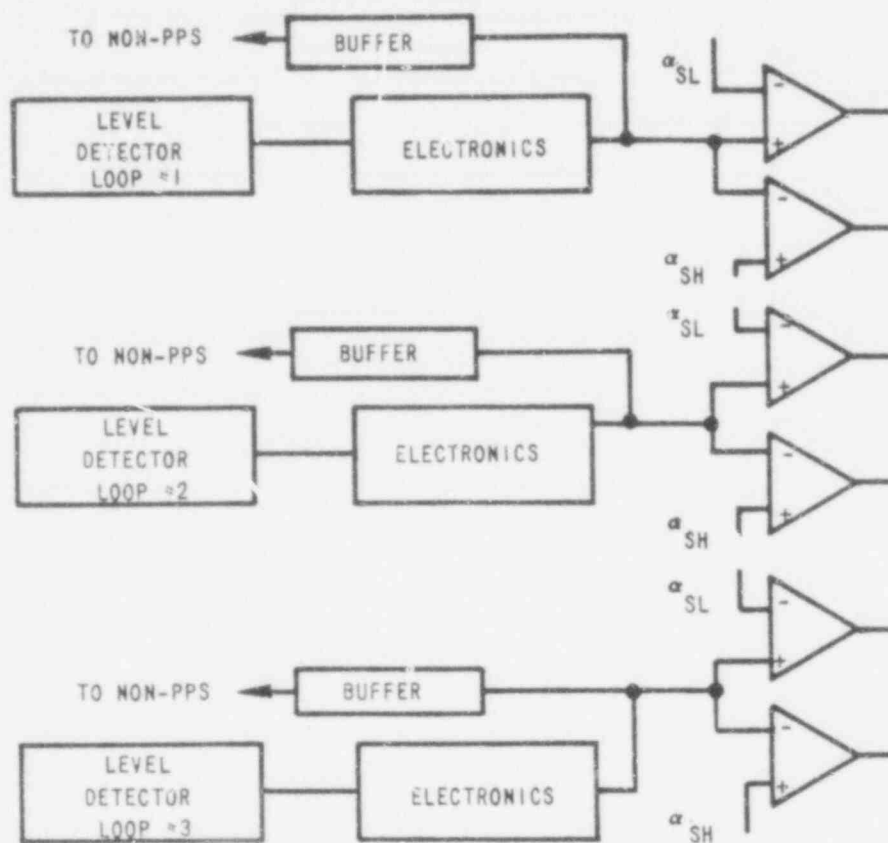 TO NON-PPS
BUFFER
αSL
-
LEVEL
DETECTOR
LOOP #1
ELECTRONICS
+
-
αSH
+
αSL
-
TO NON-PPS
BUFFER
+
LEVEL
DETECTOR
LOOP #2
ELECTRONICS
-
+
αSH
αSL
-
TO NON-PPS
BUFFER
+
-
LEVEL
DETECTOR
LOOP #3
ELECTRONICS
+
αSH